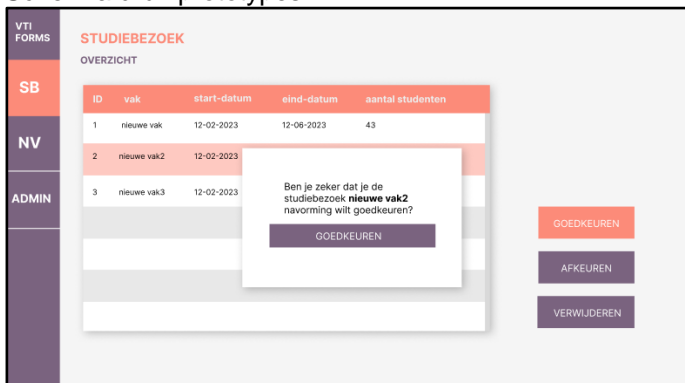 VTI
FORMS
SB
NV
ADMIN
STUDIEBEZOEK
OVERZICHT
ID vak start-datum eind-datum aantal studenten
1 nieuwe vak 12-02-2023 12-06-2023 43
2 nieuwe vak2 12-02-2023
3 nieuwe vak3 12-02-2023
Ben je zeker dat je de
studiebezoek nieuwe vak2
navorming wilt goedkeuren?
GOEDKEUREN
GOEDKEUREN
AFKEUREN
VERWIJDEREN